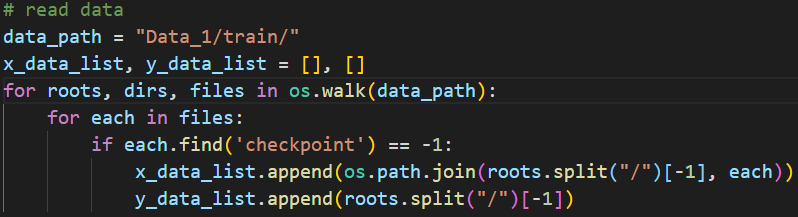 # read data
data_path = "Data_1/train/"
x_data_list, y_data_list = [], []
for roots, dirs, files in os.walk(data_path):
    for each in files:
        if each.find('checkpoint') == -1:
            x_data_list.append(os.path.join(roots.split("/")[-1], each))
            y_data_list.append(roots.split("/")[-1])